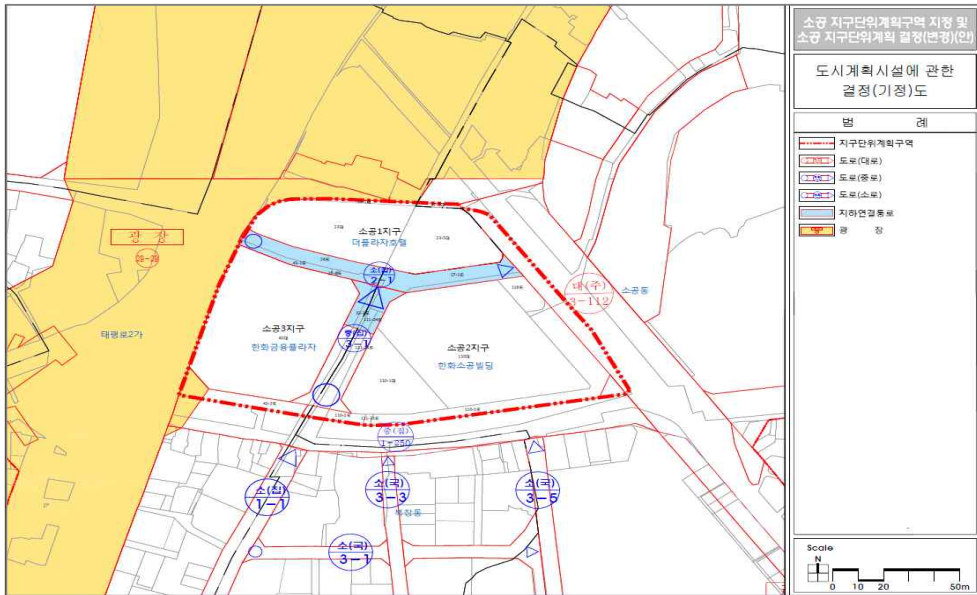 소공 지구단위계획구역 지정 및
소공 지구단위계획 결정(변경)(안)
도시계획시설에 관한
결정(기정)도
범 례
지구단위계획구역
도로(대로)
도로(중로)
도로(소로)
지하연결통로
광 장
소공1지구
더플라자호텔
광 장
28-29
2-1
대(주)
3-112
소공동
태평로2가
소공3지구
한화금융플라자
3-1
소공2지구
한화소공빌딩
1-250
소(집)
1-1
소(국)
3-3
소(국)
3-5
북창동
소(국)
3-1
Scale
N
0 10 20 50m